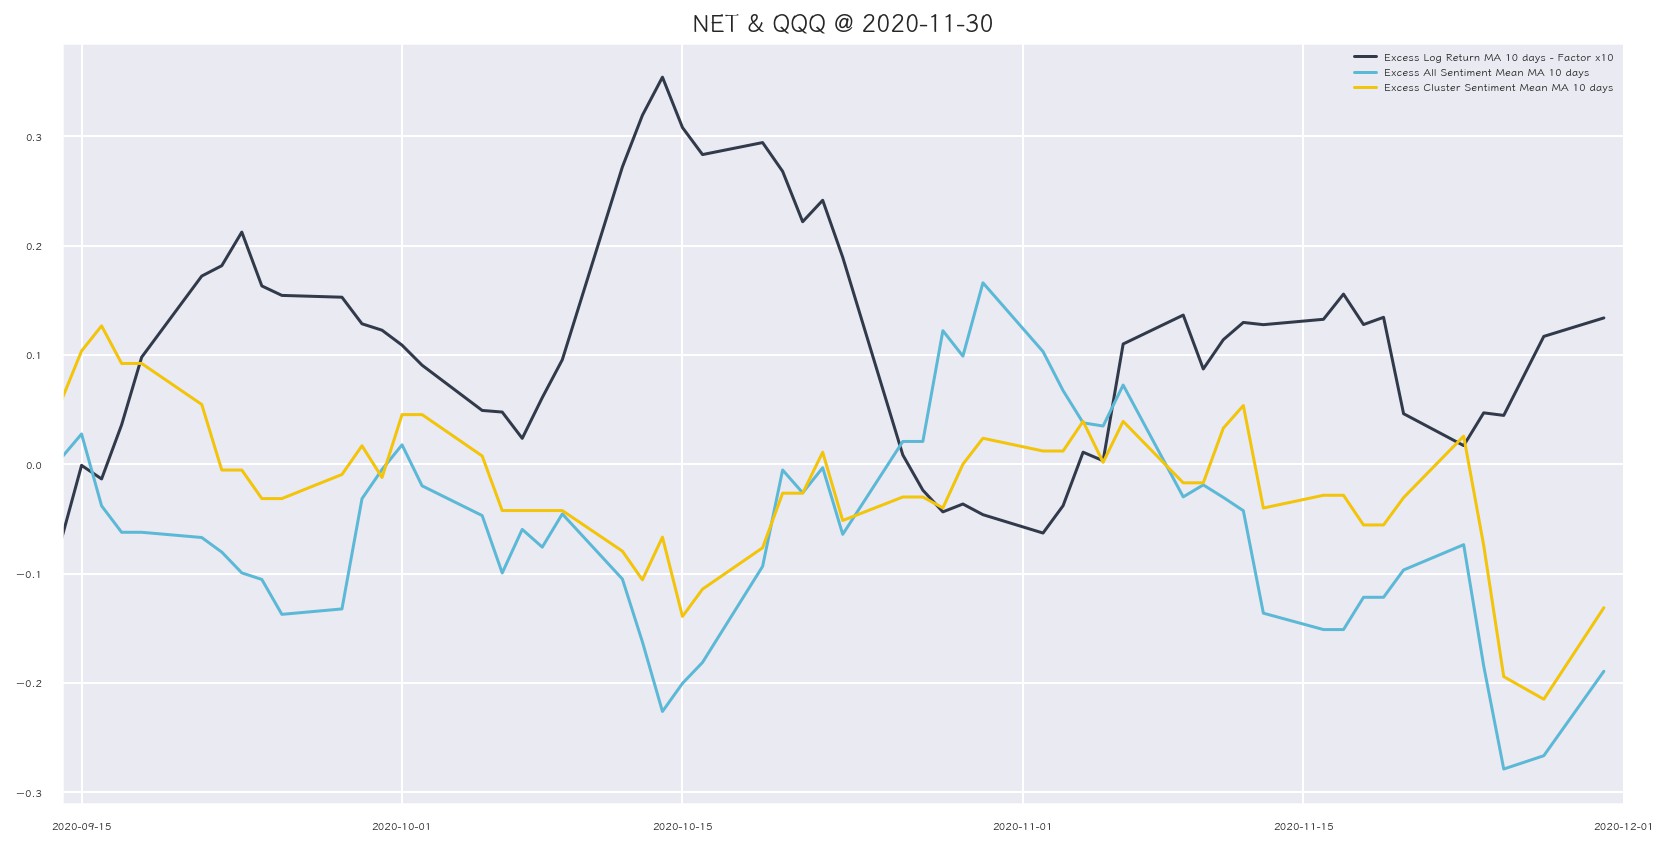 NET & QQQ @ 2020-11-30
Excess Log Return MA 10 days - Factor x10
Excess All Sentiment Mean MA 10 days
Excess Cluster Sentiment Mean MA 10 days
0.3
0.2
0.1
0.0
−0.1
−0.2
−0.3
2020-09-15 2020-10-01 2020-10-15 2020-11-01 2020-11-15 2020-12-01